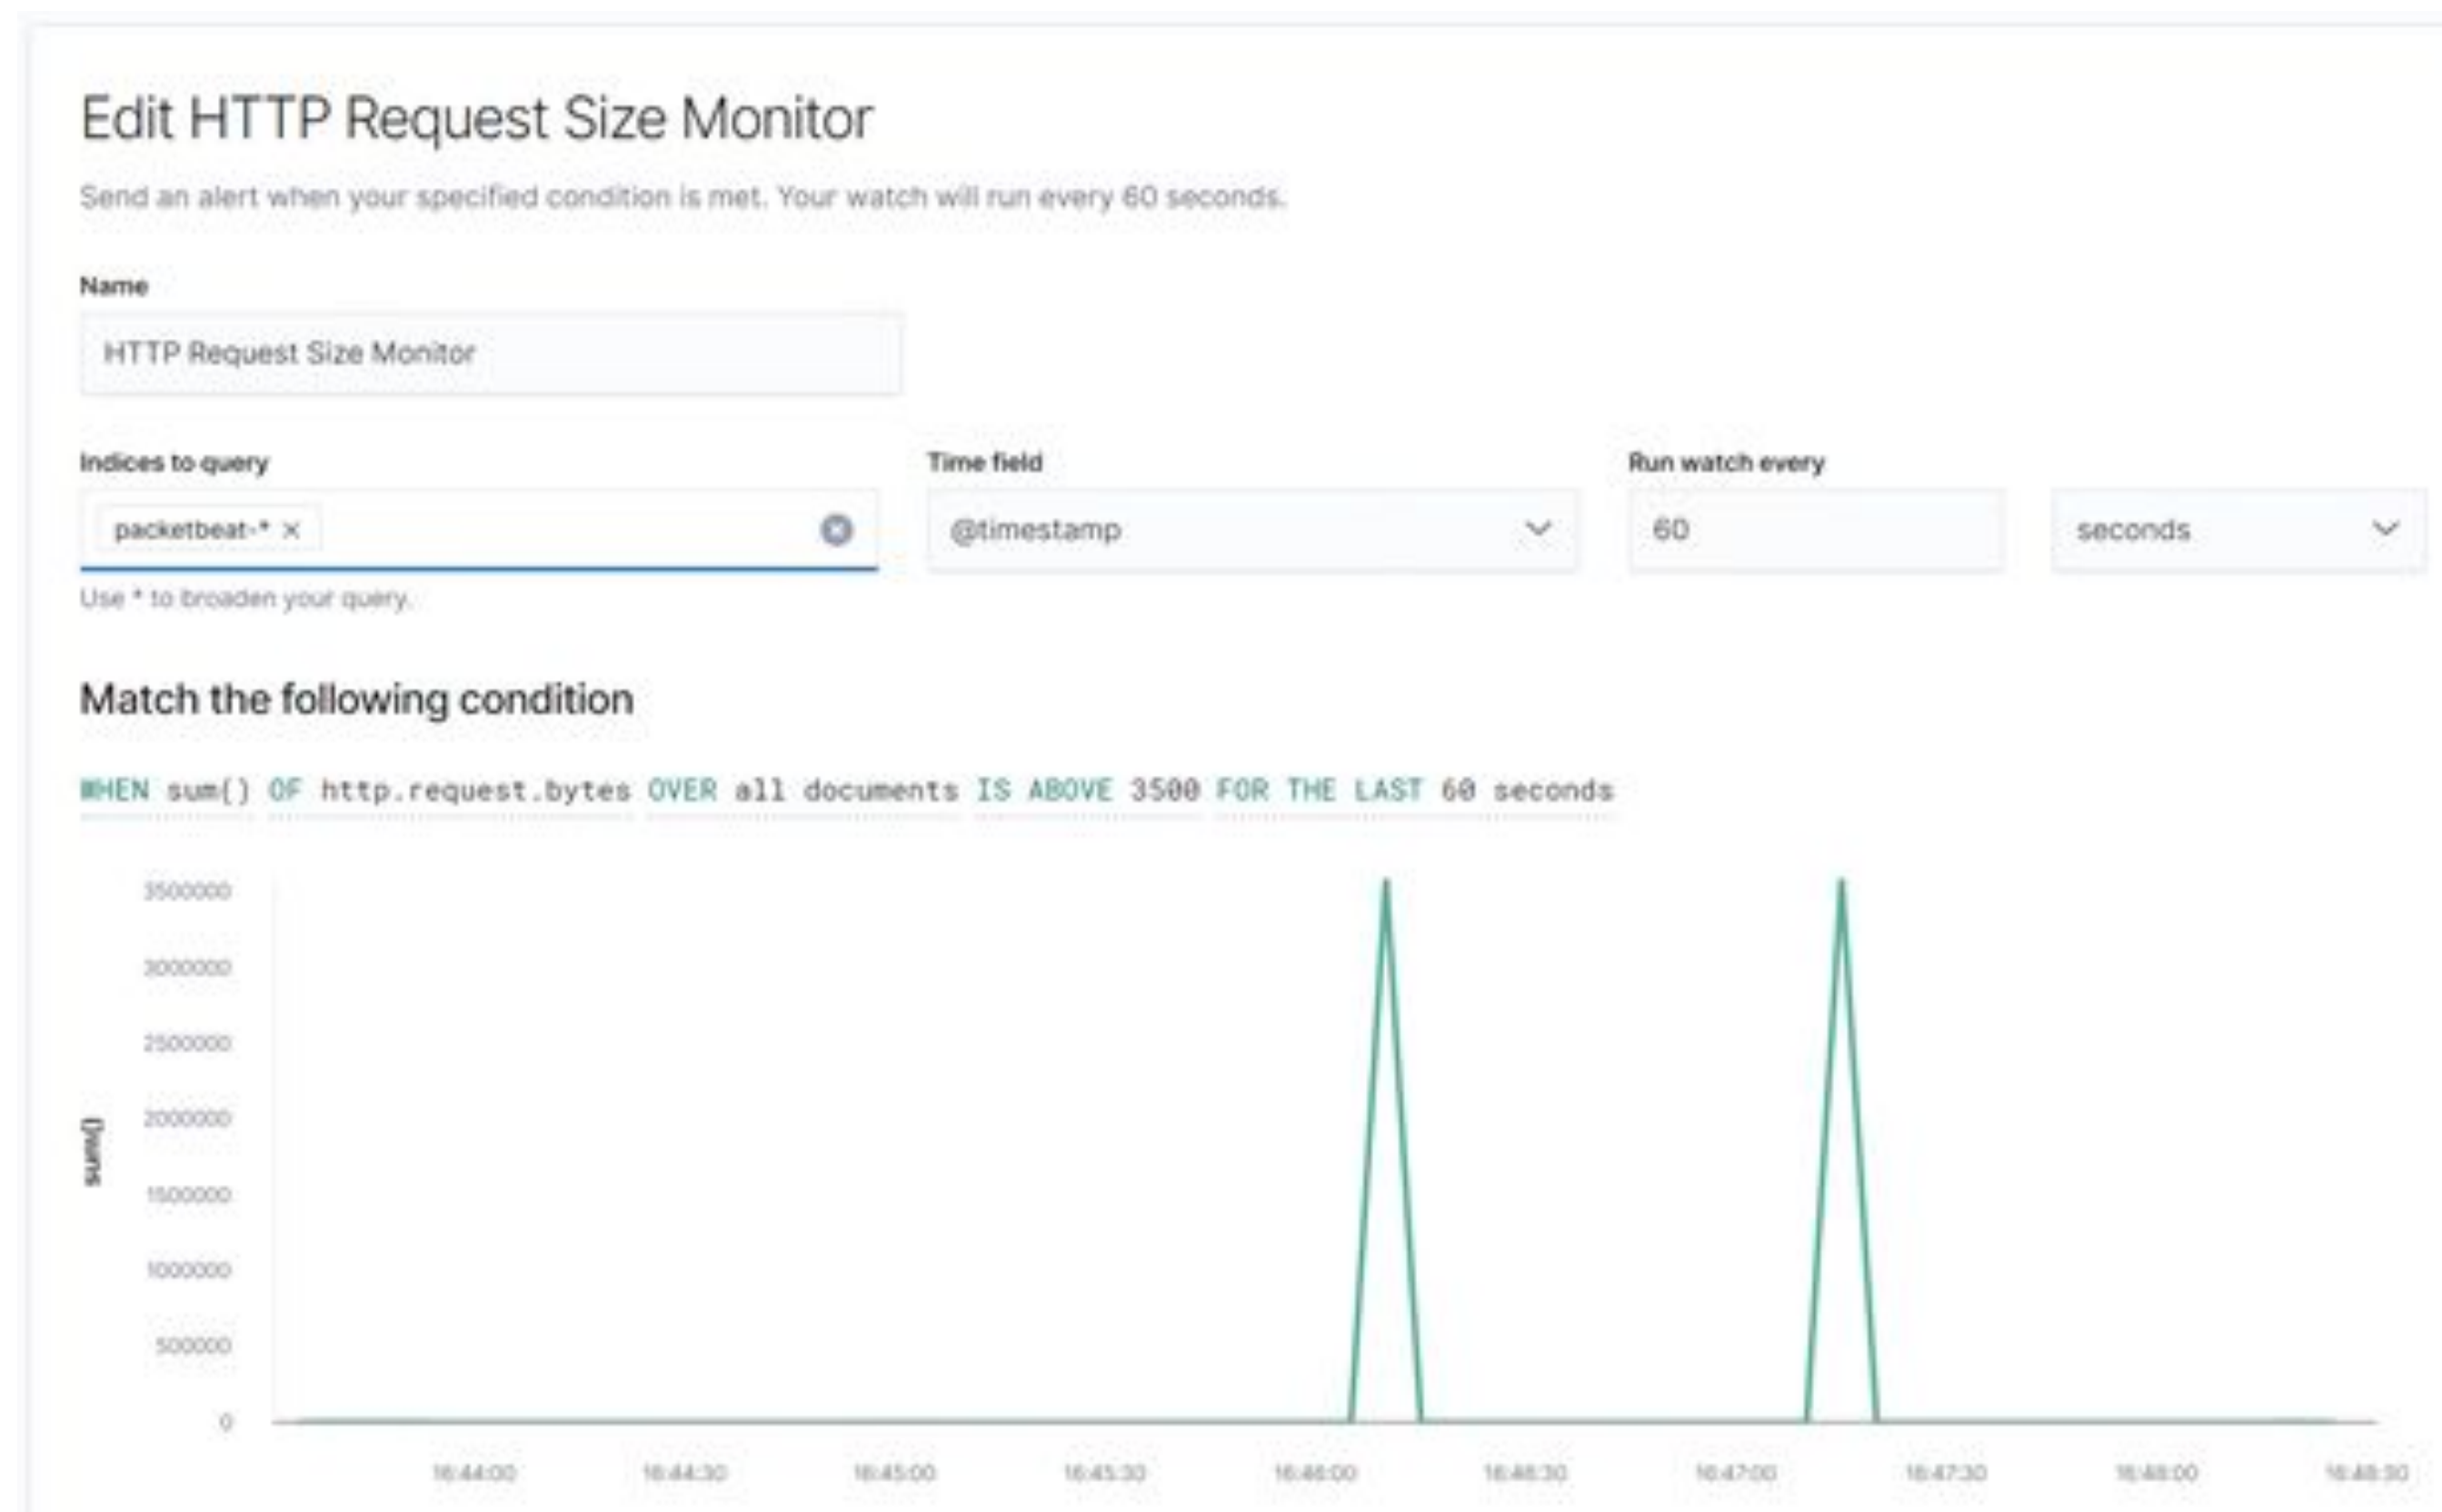 Edit HTTP Request Size Monitor
Send an alert when your specified condition is met. Your watch will run every 60 seconds.
Name
HTTP Request Size Monitor
Indices to query Time field Run watch every
packetbeat-* × @timestamp 60 seconds
Use * to broaden your query.
Match the following condition
WHEN sum() OF http.request.bytes OVER all documents IS ABOVE 3500 FOR THE LAST 60 seconds
3500000
3000000
2500000
2000000
sum()
1500000
1000000
500000
0
16:44:00 16:44:30 16:45:00 16:45:30 16:46:00 16:46:30 16:47:00 16:47:30 16:48:00 16:48:30